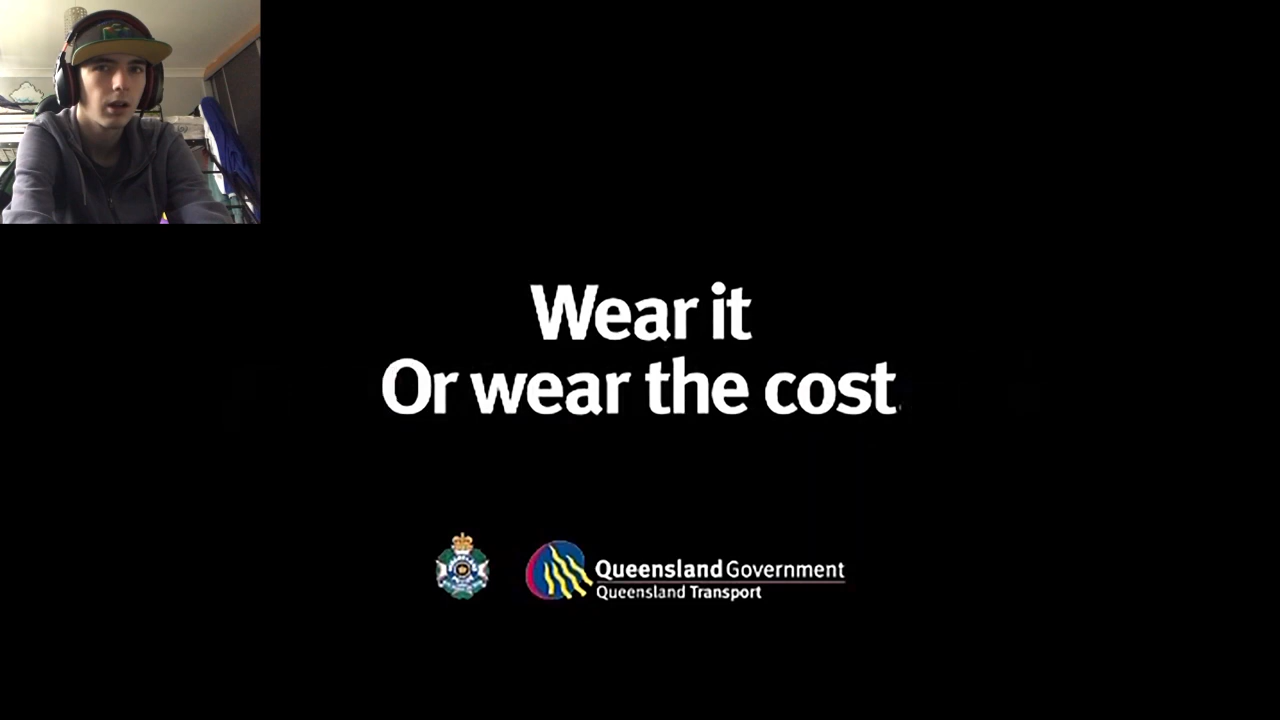 Wear it
Or wear the cost.
Queensland Government
Queensland Transport